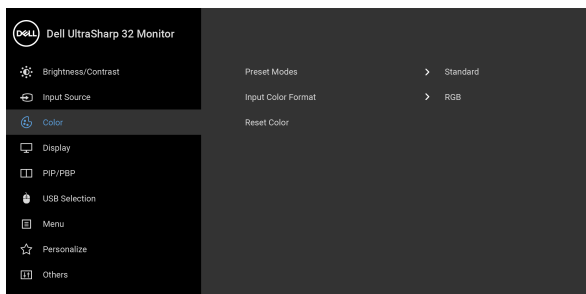 DELL Dell UltraSharp 32 Monitor
Brightness/Contrast
Input Source
Color
Display
PIP/PBP
USB Selection
Menu
Personalize
Others
Preset Modes > Standard
Input Color Format > RGB
Reset Color